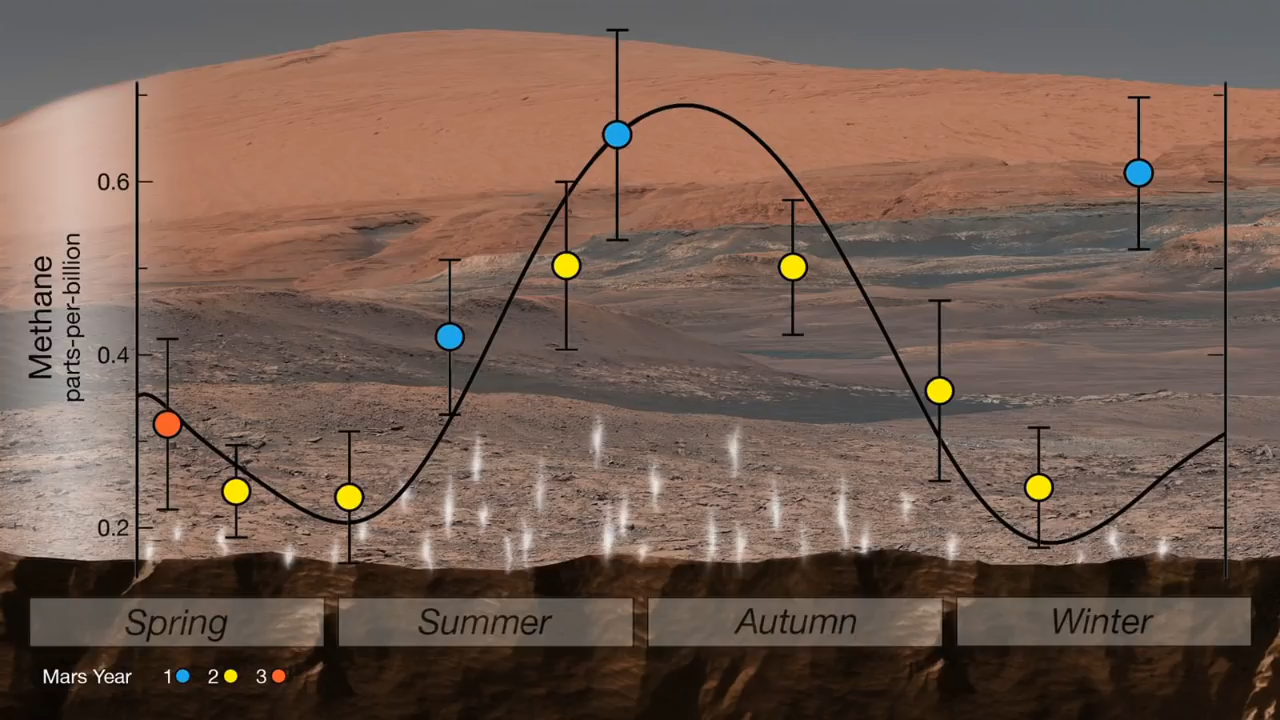 0.6
0.4
0.2
Methane
parts-per-billion
Spring
Summer
Autumn
Winter
Mars Year 1 2 3